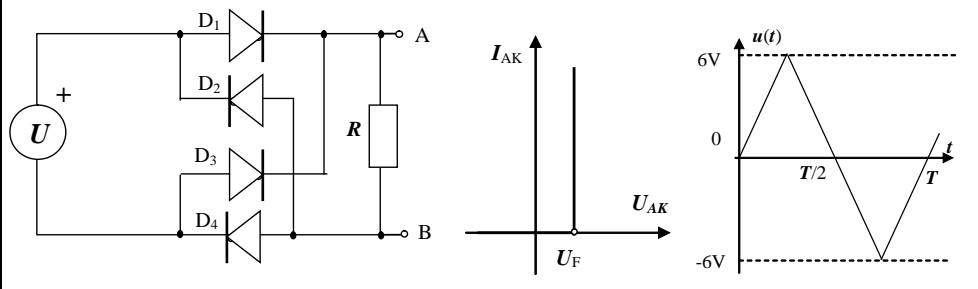 D1
A
+
D2
U
R
D3
D4
B
IAK
UAK
UF
u(t)
6V
0
t
T/2
T
-6V